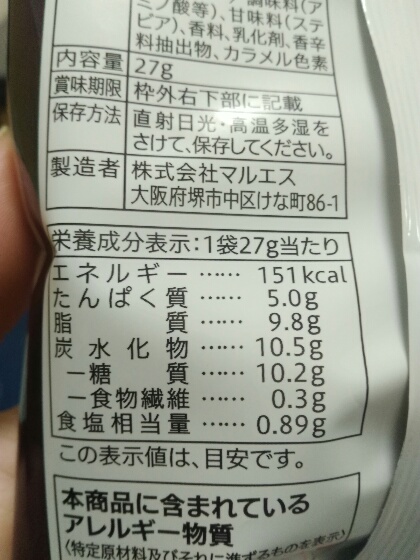 調味料(ア
ミノ酸等)、甘味料(ステ
ビア)、香料、乳化剤、香辛
料抽出物、カラメル色素
内容量 27g
賞味期限 枠外右下部に記載
保存方法 直射日光・高温多湿を
さけて、保存してください。
製造者 株式会社マルエス
大阪府堺市中区けな町86-1
栄養成分表示:1袋27g当たり
エネルギー …… 151kcal
たんぱく質 …… 5.0g
脂質 …… 9.8g
炭水化物 …… 10.5g
ー糖質 …… 10.2g
ー食物繊維 …… 0.3g
食塩相当量 …… 0.89g
この表示値は、目安です。
本商品に含まれている
アレルギー物質
(特定原材料及びそれに準ずるものを表示)